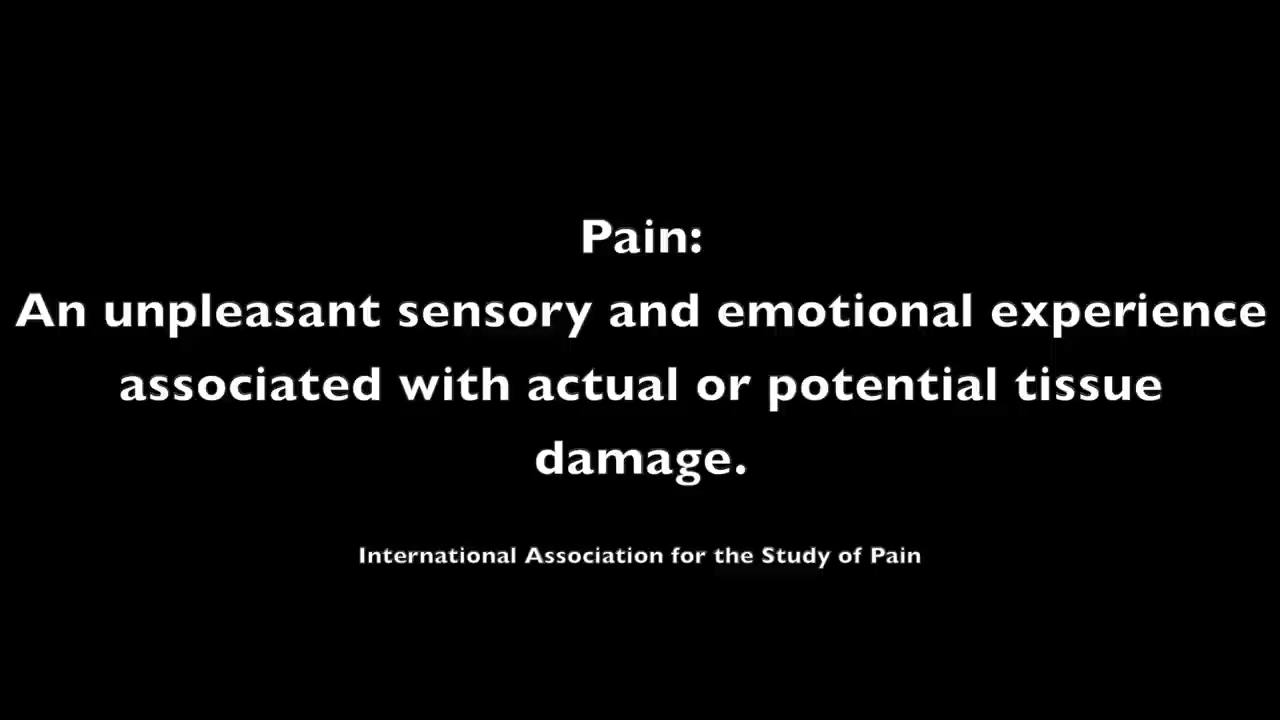 Pain:
An unpleasant sensory and emotional experience
associated with actual or potential tissue
damage.
International Association for the Study of Pain